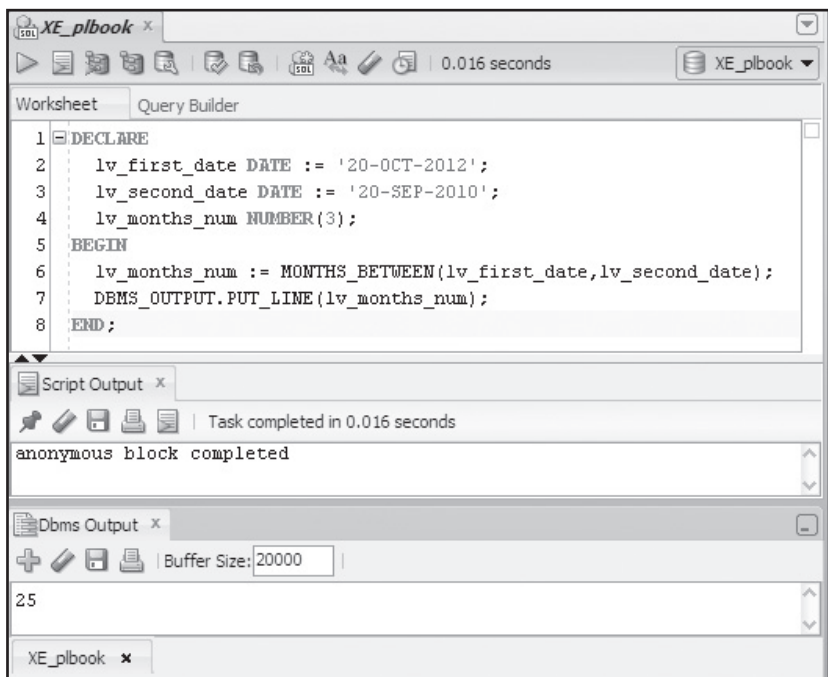 SQL XE_plbook x
SQL Aa 0.016 seconds XE_plbook
Worksheet Query Builder
1 DECLARE
2 lv_first_date DATE := '20-OCT-2012';
3 lv_second_date DATE := '20-SEP-2010';
4 lv_months_num NUMBER(3);
5 BEGIN
6 lv_months_num := MONTHS_BETWEEN(lv_first_date,lv_second_date);
7 DBMS_OUTPUT.PUT_LINE(lv_months_num);
8 END;
Script Output x
Task completed in 0.016 seconds
anonymous block completed
Dbms Output x
Buffer Size: 20000
25
XE_plbook x